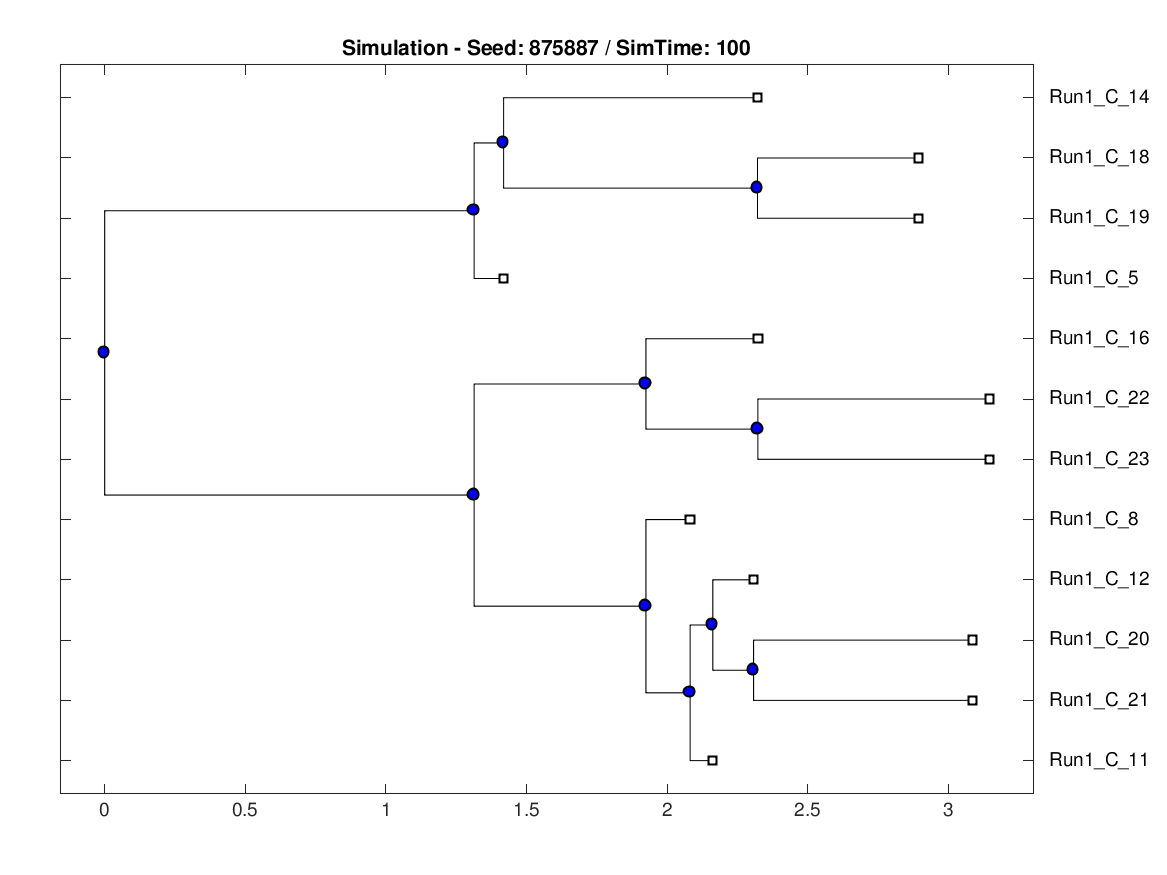 Simulation - Seed: 875887 / SimTime: 100
Run1_C_14
Run1_C_18
Run1_C_19
Run1_C_5
Run1_C_16
Run1_C_22
Run1_C_23
Run1_C_8
Run1_C_12
Run1_C_20
Run1_C_21
Run1_C_11
0 0.5 1 1.5 2 2.5 3